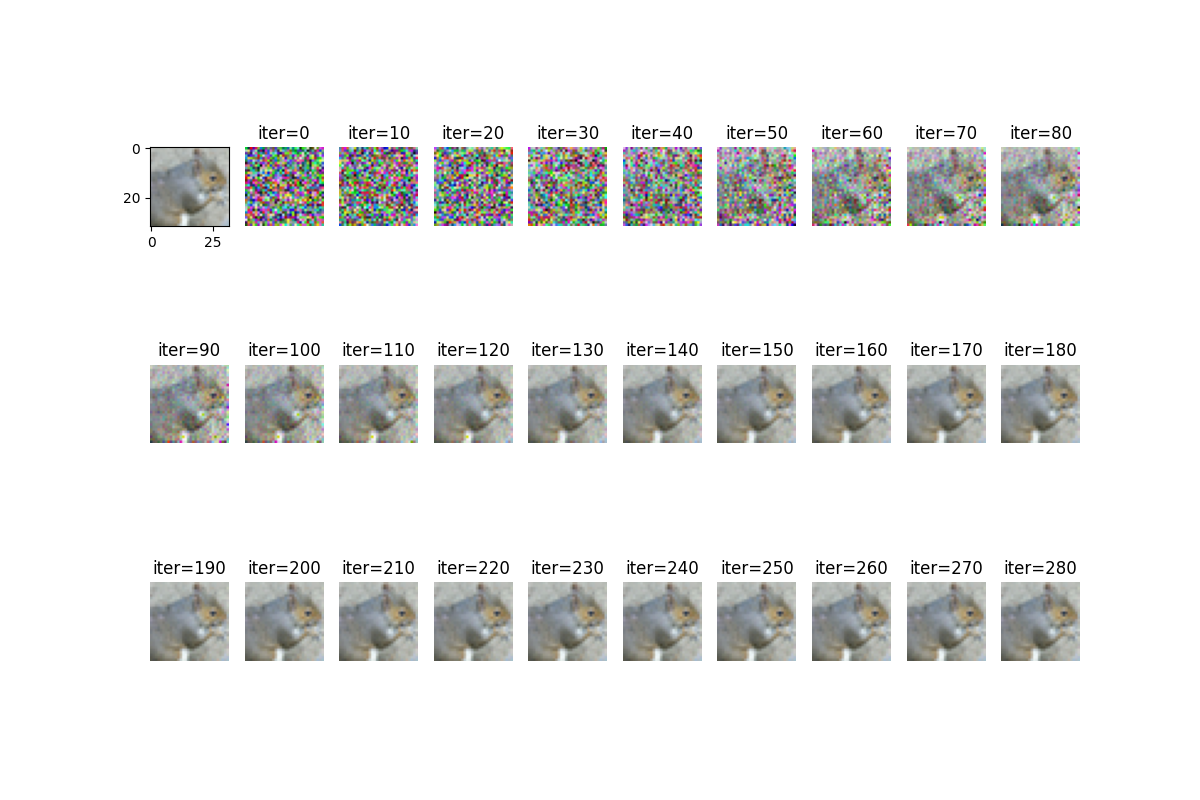 iter=0 iter=10 iter=20 iter=30 iter=40 iter=50 iter=60 iter=70 iter=80
0
20
0 25
iter=90 iter=100 iter=110 iter=120 iter=130 iter=140 iter=150 iter=160 iter=170 iter=180
iter=190 iter=200 iter=210 iter=220 iter=230 iter=240 iter=250 iter=260 iter=270 iter=280